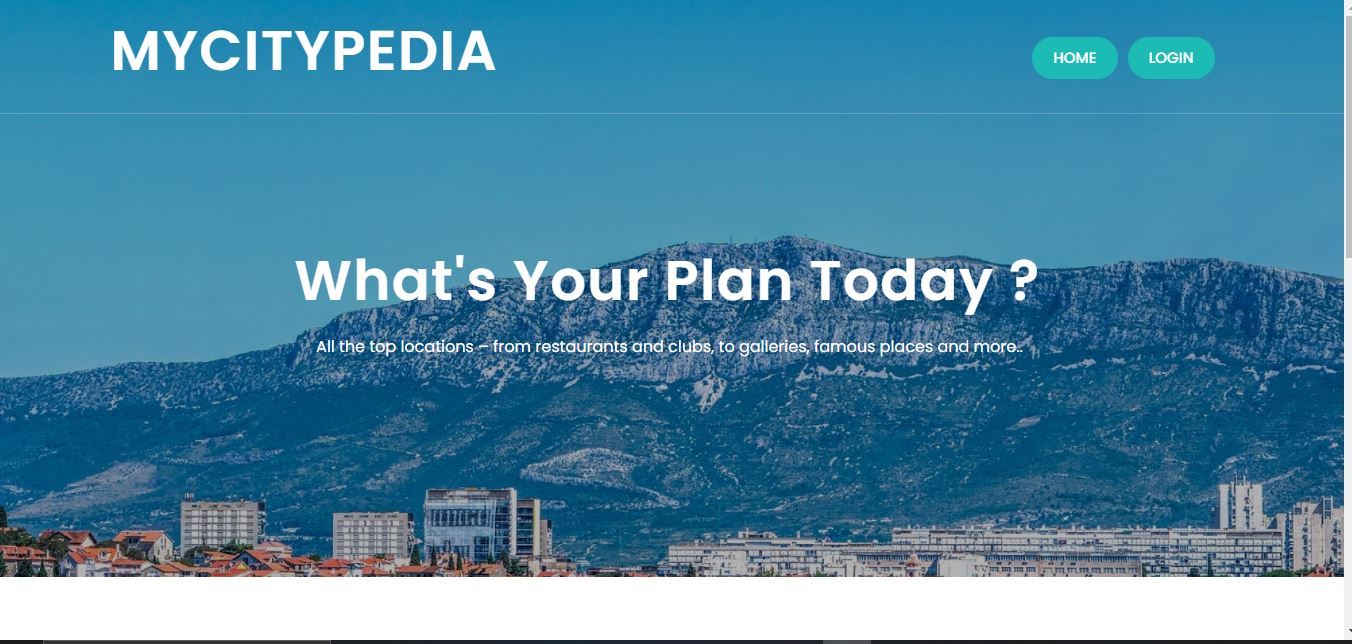 MYCITYPEDIA
HOME LOGIN
What's Your Plan Today ?
All the top locations – from restaurants and clubs, to galleries, famous places and more..